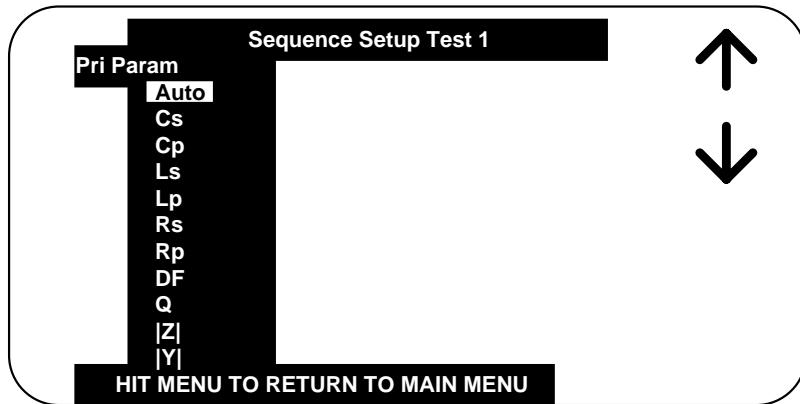 Sequence Setup Test 1
Pri Param
Auto
Cs
Cp
Ls
Lp
Rs
Rp
DF
Q
|Z|
|Y|
HIT MENU TO RETURN TO MAIN MENU